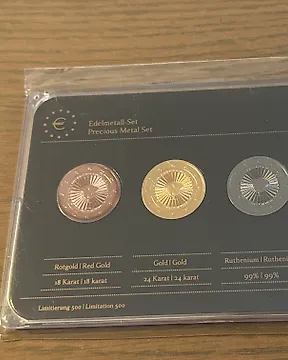 Edelmetall-Set
Precious Metal Set
Rotgold | Red Gold
18 Karat | 18 karat
Gold | Gold
24 Karat | 24 karat
Ruthenium | Rutheni
99% | 99%
Limitierung 500 | Limitation 500